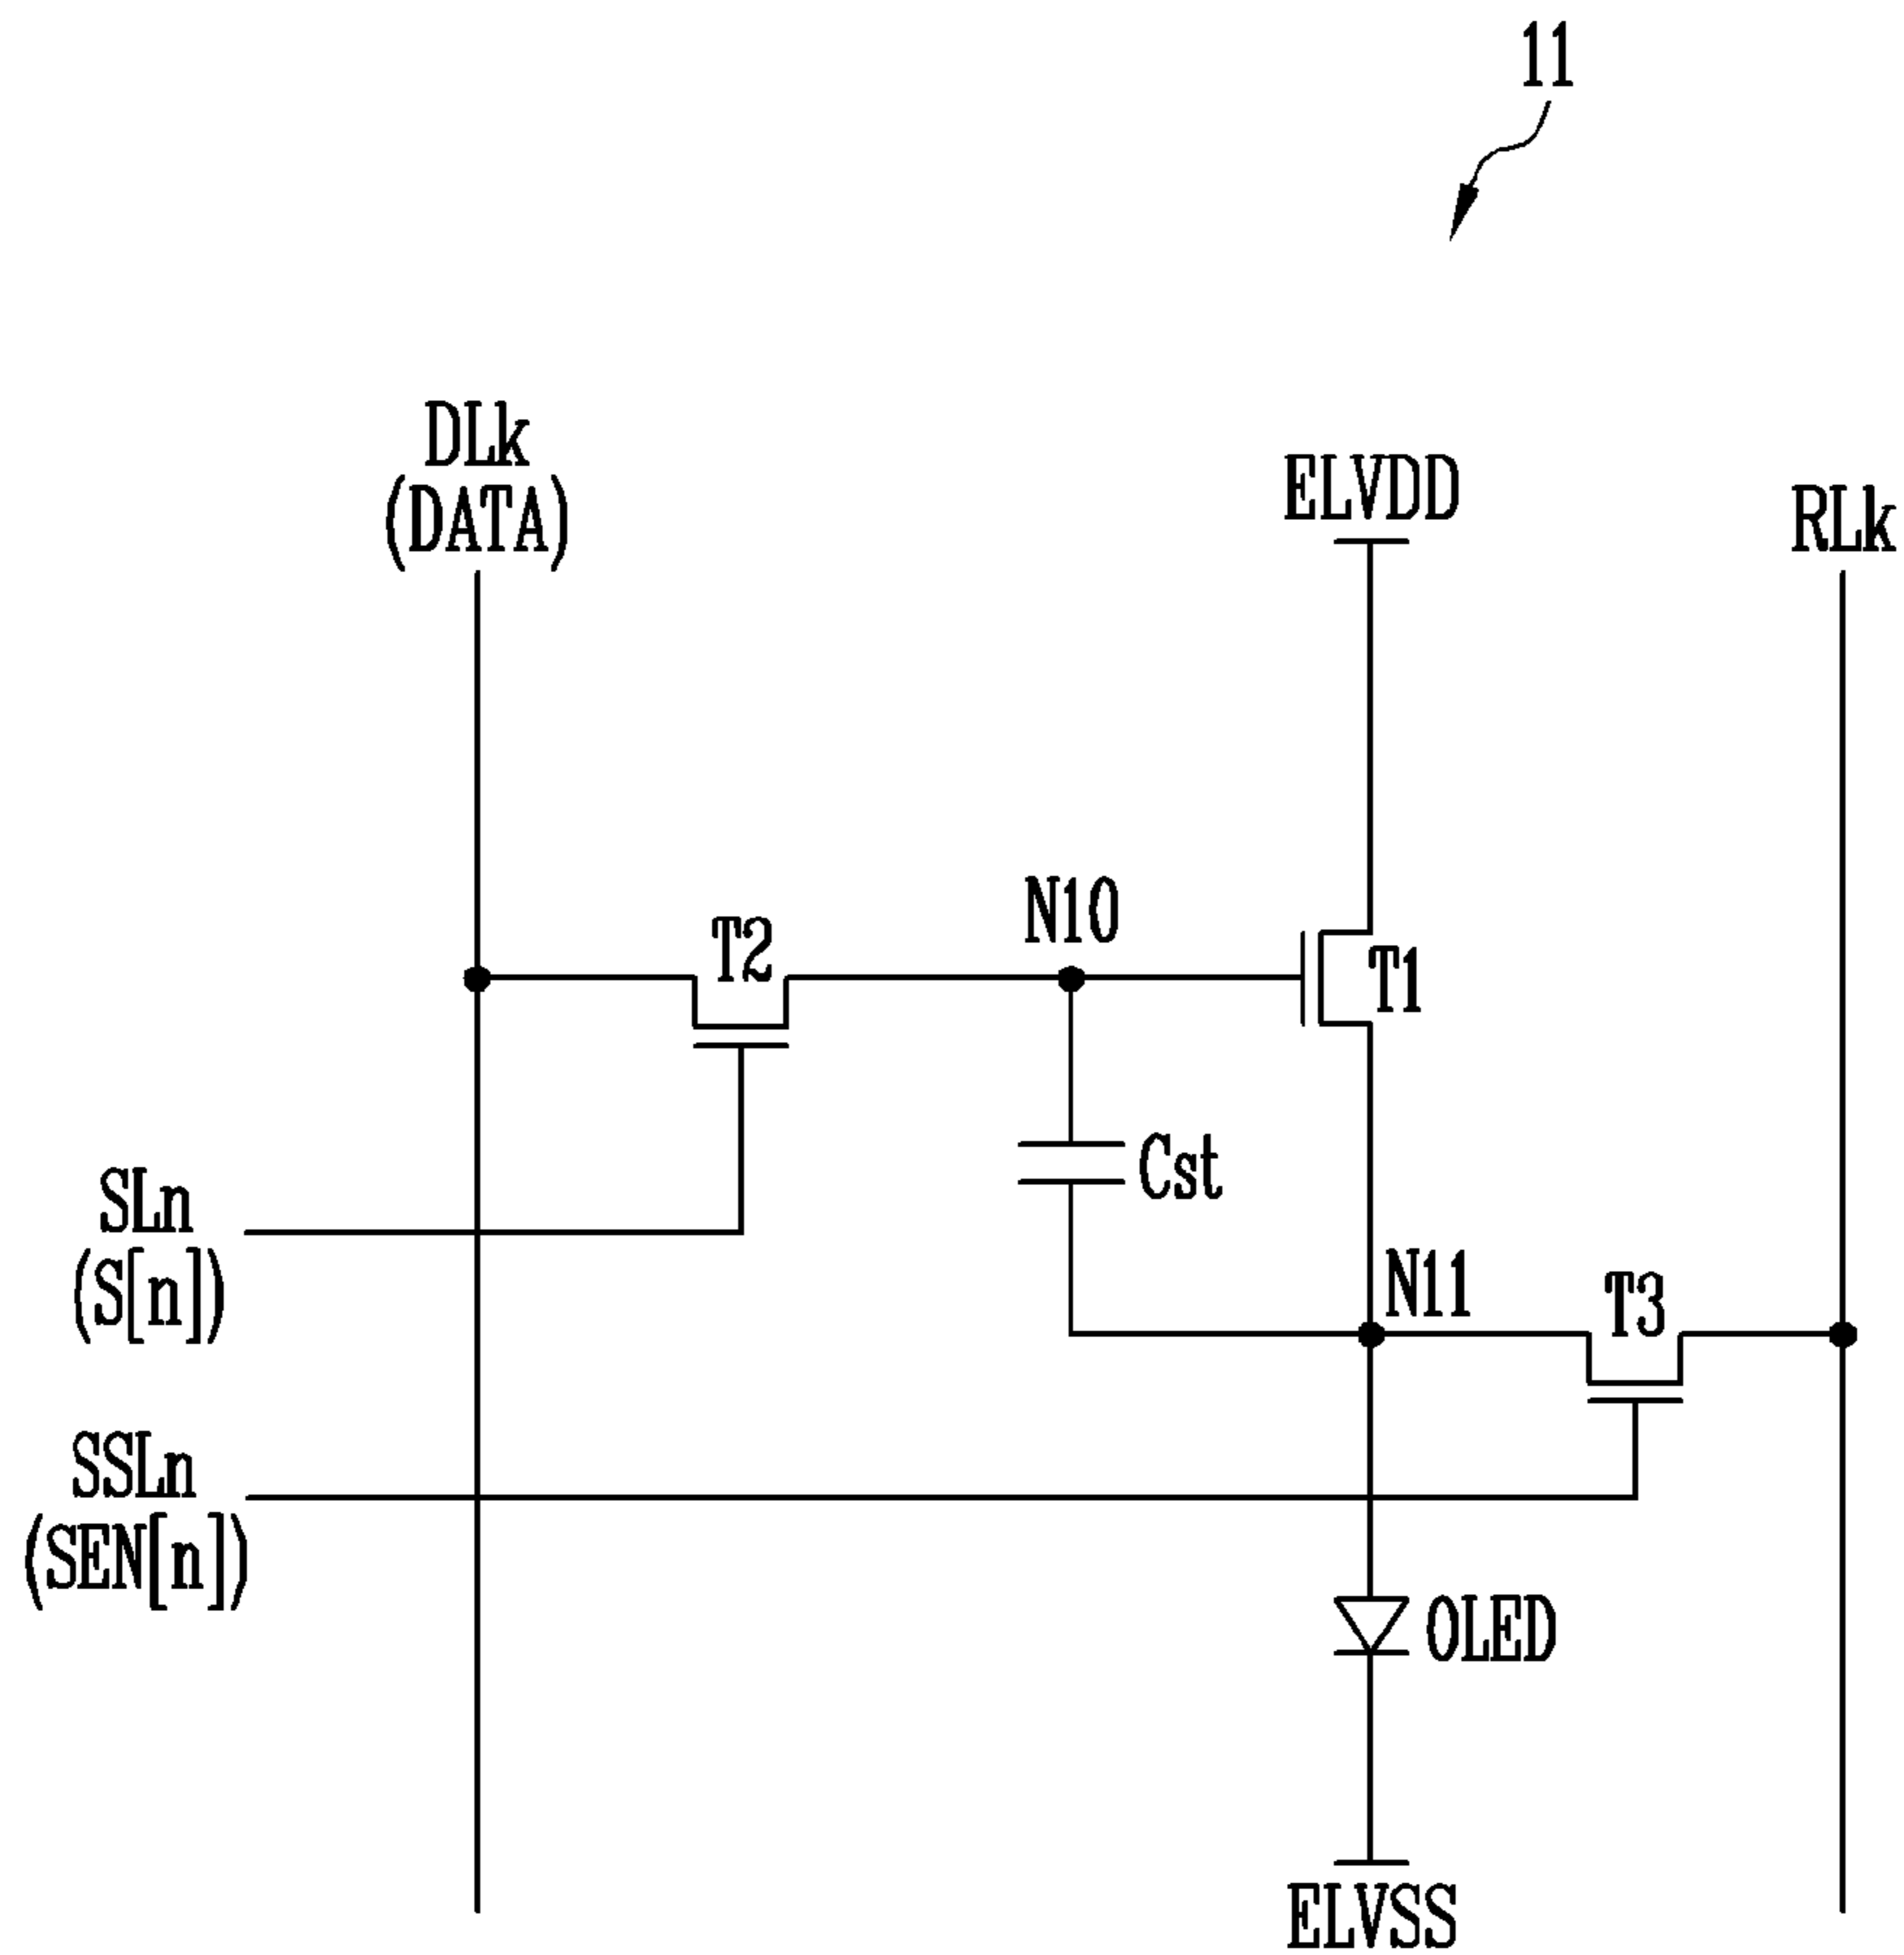 11
DLk
(DATA)
ELVDD
RLk
N10
T2
T1
Cst
SLn
(S[n])
N11
T3
SSLn
(SEN[n])
OLED
ELVSS